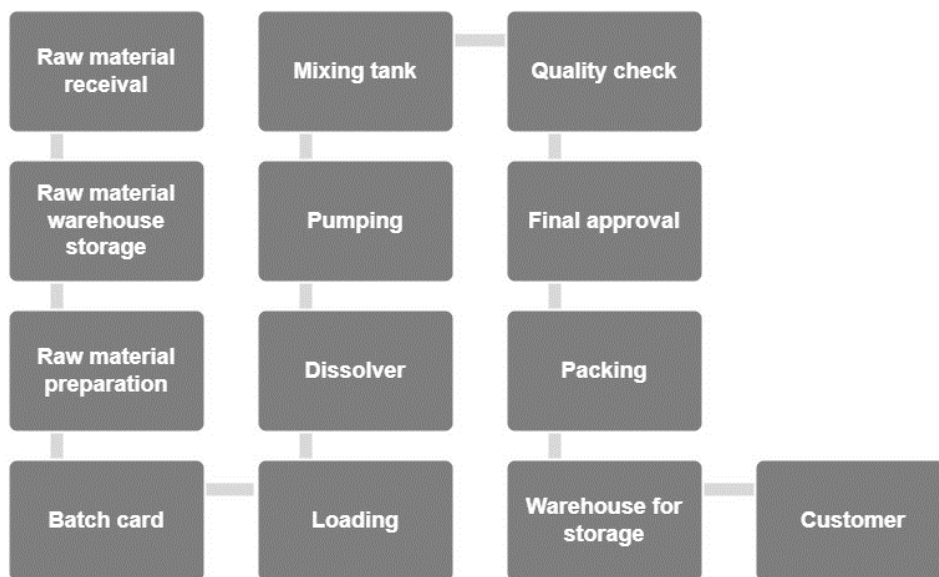 Raw material
receival
Raw material
warehouse
storage
Raw material
preparation
Batch card
Loading
Dissolver
Pumping
Mixing tank
Quality check
Final approval
Packing
Warehouse for
storage
Customer